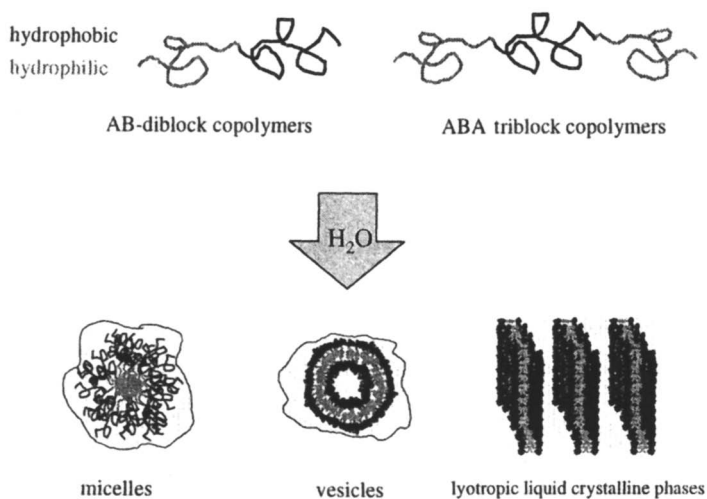 hydrophobic
hydrophilic
AB-diblock copolymers
ABA triblock copolymers
H₂O
micelles
vesicles
lyotropic liquid crystalline phases